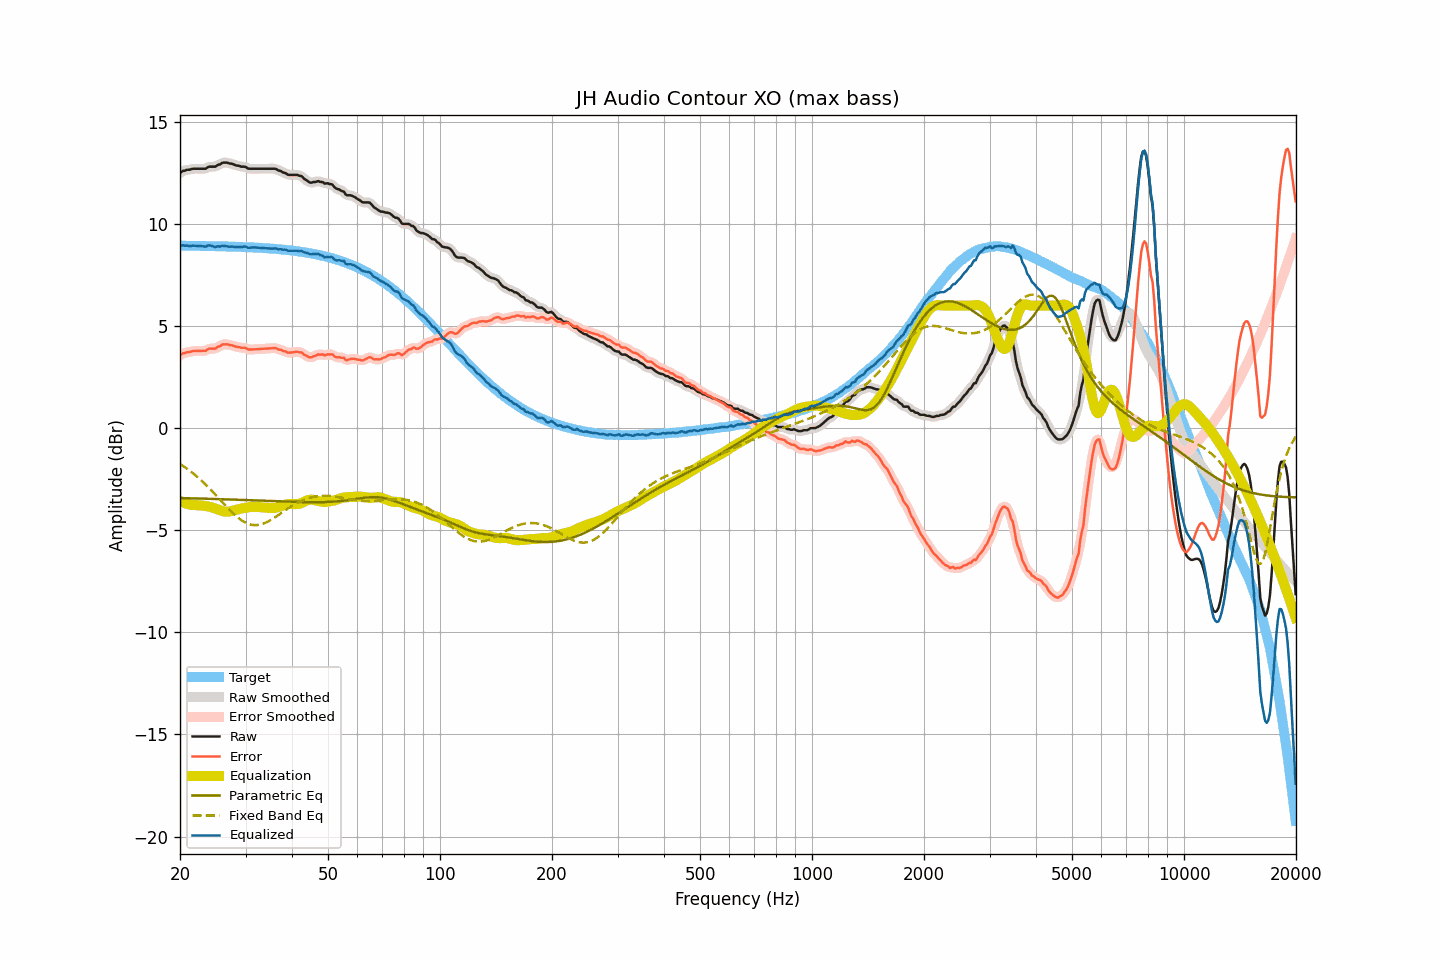 JH Audio Contour XO (max bass)
15
10
5
0
−5
−10
−15
−20
Amplitude (dBr)
Target
Raw Smoothed
Error Smoothed
Raw
Error
Equalization
Parametric Eq
Fixed Band Eq
Equalized
20 50 100 200 500 1000 2000 5000 10000 20000
Frequency (Hz)